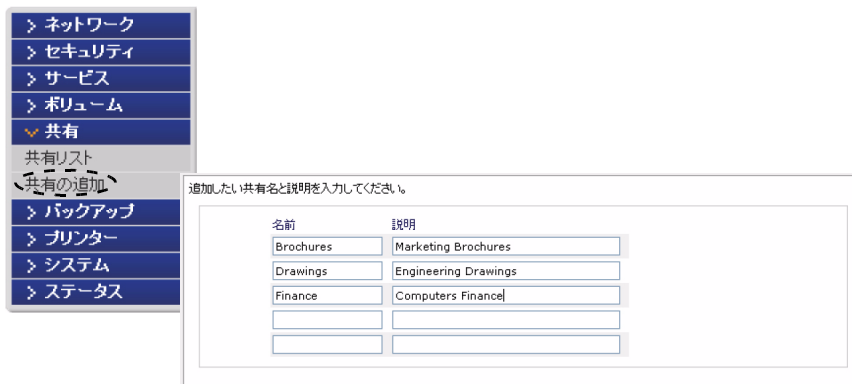 > ネットワーク
> セキュリティ
> サービス
> ボリューム
共有
共有リスト
共有の追加
> バックアップ
> プリンター
> システム
> ステータス
追加したい共有名と説明を入力してください。
名前 説明
Brochures Marketing Brochures
Drawings Engineering Drawings
Finance Computers Finance